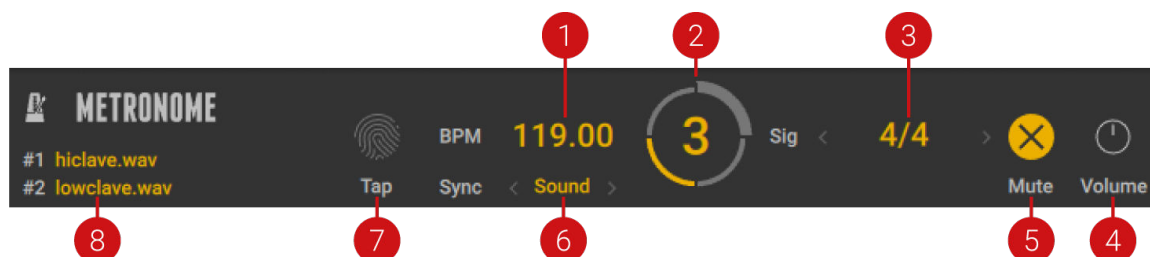 1 2 3
METRONOME
BPM 119.00 3 Sig < 4/4 >
#1 hiclave.wav
#2 lowclave.wav Tap Sync < Sound > Mute Volume
8 7 6 5 4